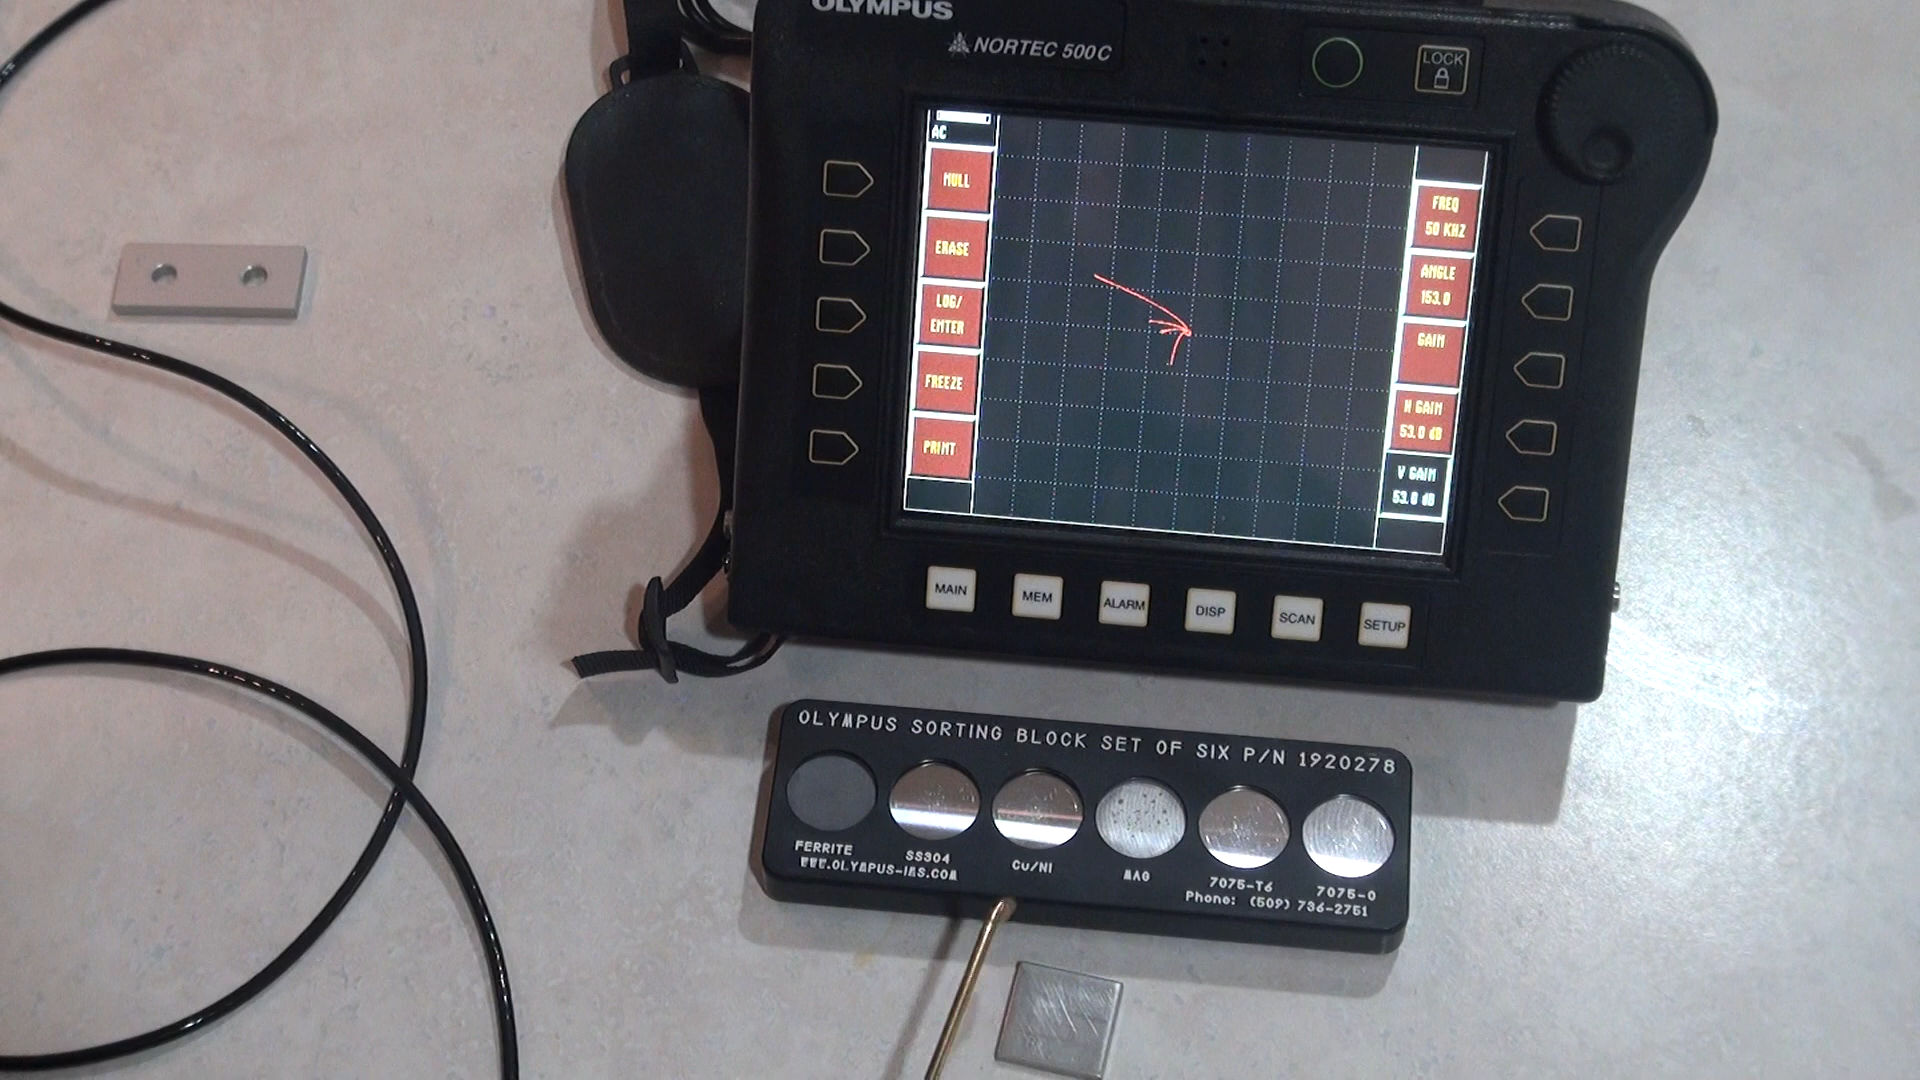 OLYMPUS
NORTEC 500C
LOCK
AC
NULL
ERASE
LOG/
ENTER
FREEZE
PRINT
FREQ
50 KHZ
ANGLE
153.0
GAIN
H GAIN
53.0 dB
V GAIN
53.0 dB
MAIN
MEM
ALARM
DISP
SCAN
SETUP
OLYMPUS SORTING BLOCK SET OF SIX P/N 1920278
FERRITE
SS304
Cu/NI
MAG
7075-T6
7075-0
WWW.OLYMPUS-IMS.COM
Phone: (509) 736-2751